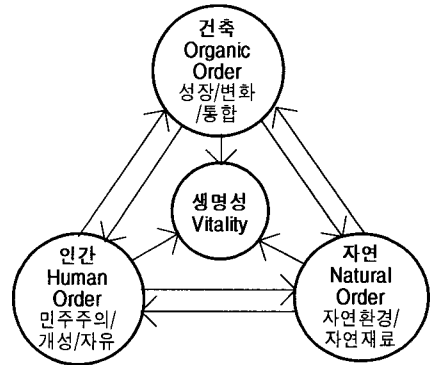 건축
Organic
Order
성장/변화
/통합
생명성
Vitality
인간
Human
Order
민주주의/
개성/자유
자연
Natural
Order
자연환경/
자연재료